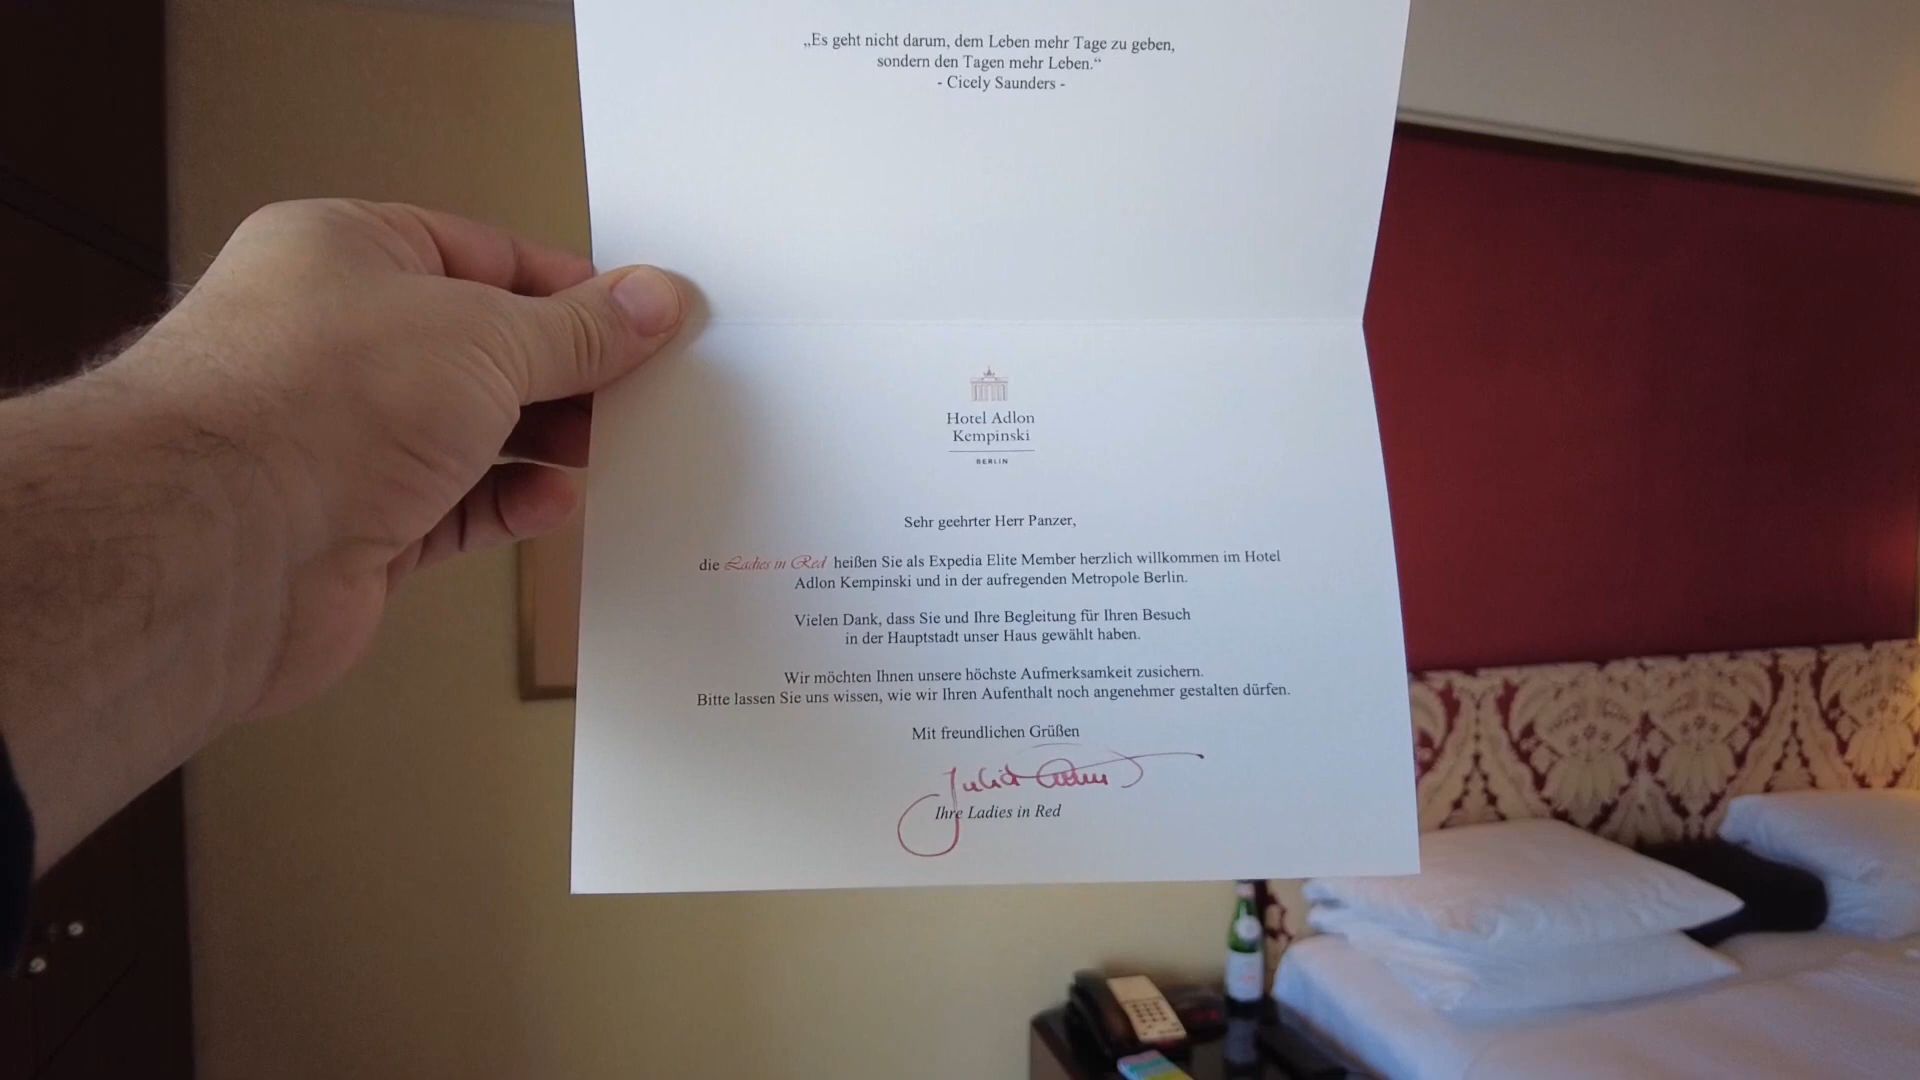 „Es geht nicht darum, dem Leben mehr Tage zu geben,
sondern den Tagen mehr Leben.“
- Cicely Saunders -
Hotel Adlon
Kempinski
BERLIN
Sehr geehrter Herr Panzer,
die Ladies in Red heißen Sie als Expedia Elite Member herzlich willkommen im Hotel
Adlon Kempinski und in der aufregenden Metropole Berlin.
Vielen Dank, dass Sie und Ihre Begleitung für Ihren Besuch
in der Hauptstadt unser Haus gewählt haben.
Wir möchten Ihnen unsere höchste Aufmerksamkeit zusichern.
Bitte lassen Sie uns wissen, wie wir Ihren Aufenthalt noch angenehmer gestalten dürfen.
Mit freundlichen Grüßen
Julia
Ihre Ladies in Red